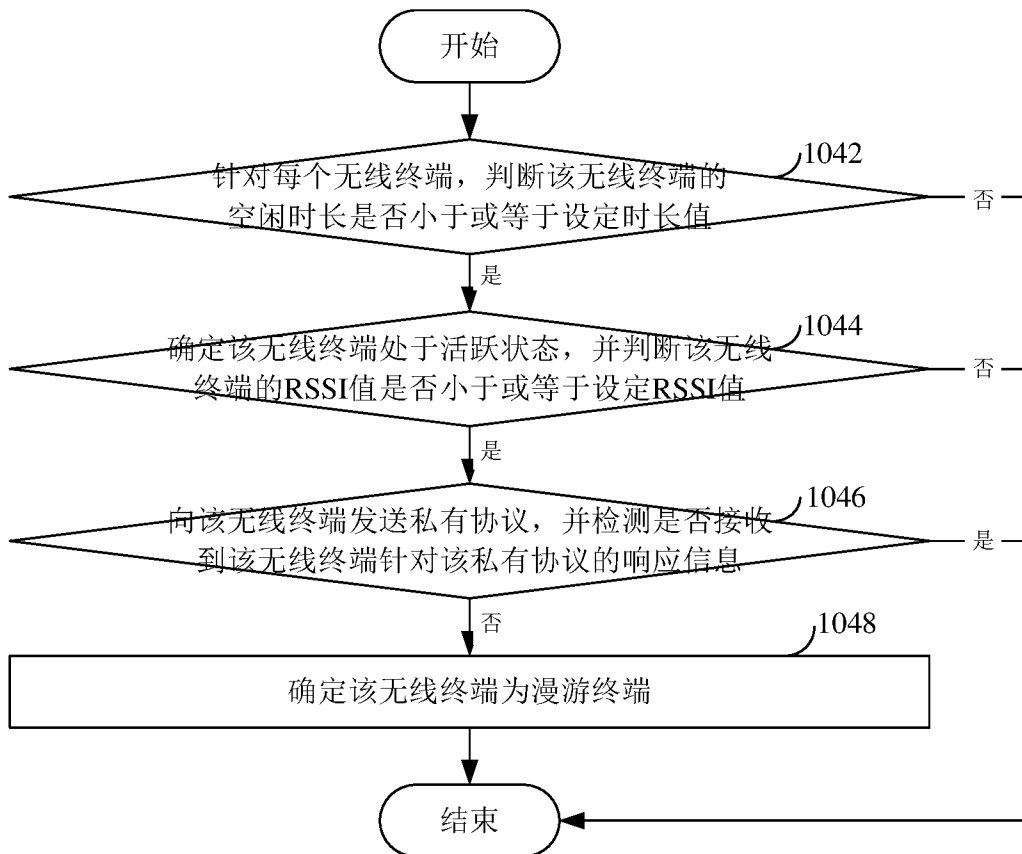 开始
1042
针对每个无线终端，判断该无线终端的
空闲时长是否小于或等于设定时长值
否
是
1044
确定该无线终端处于活跃状态，并判断该无线
终端的RSSI值是否小于或等于设定RSSI值
否
是
1046
向该无线终端发送私有协议，并检测是否接收
到该无线终端针对该私有协议的响应信息
是
否
1048
确定该无线终端为漫游终端
结束